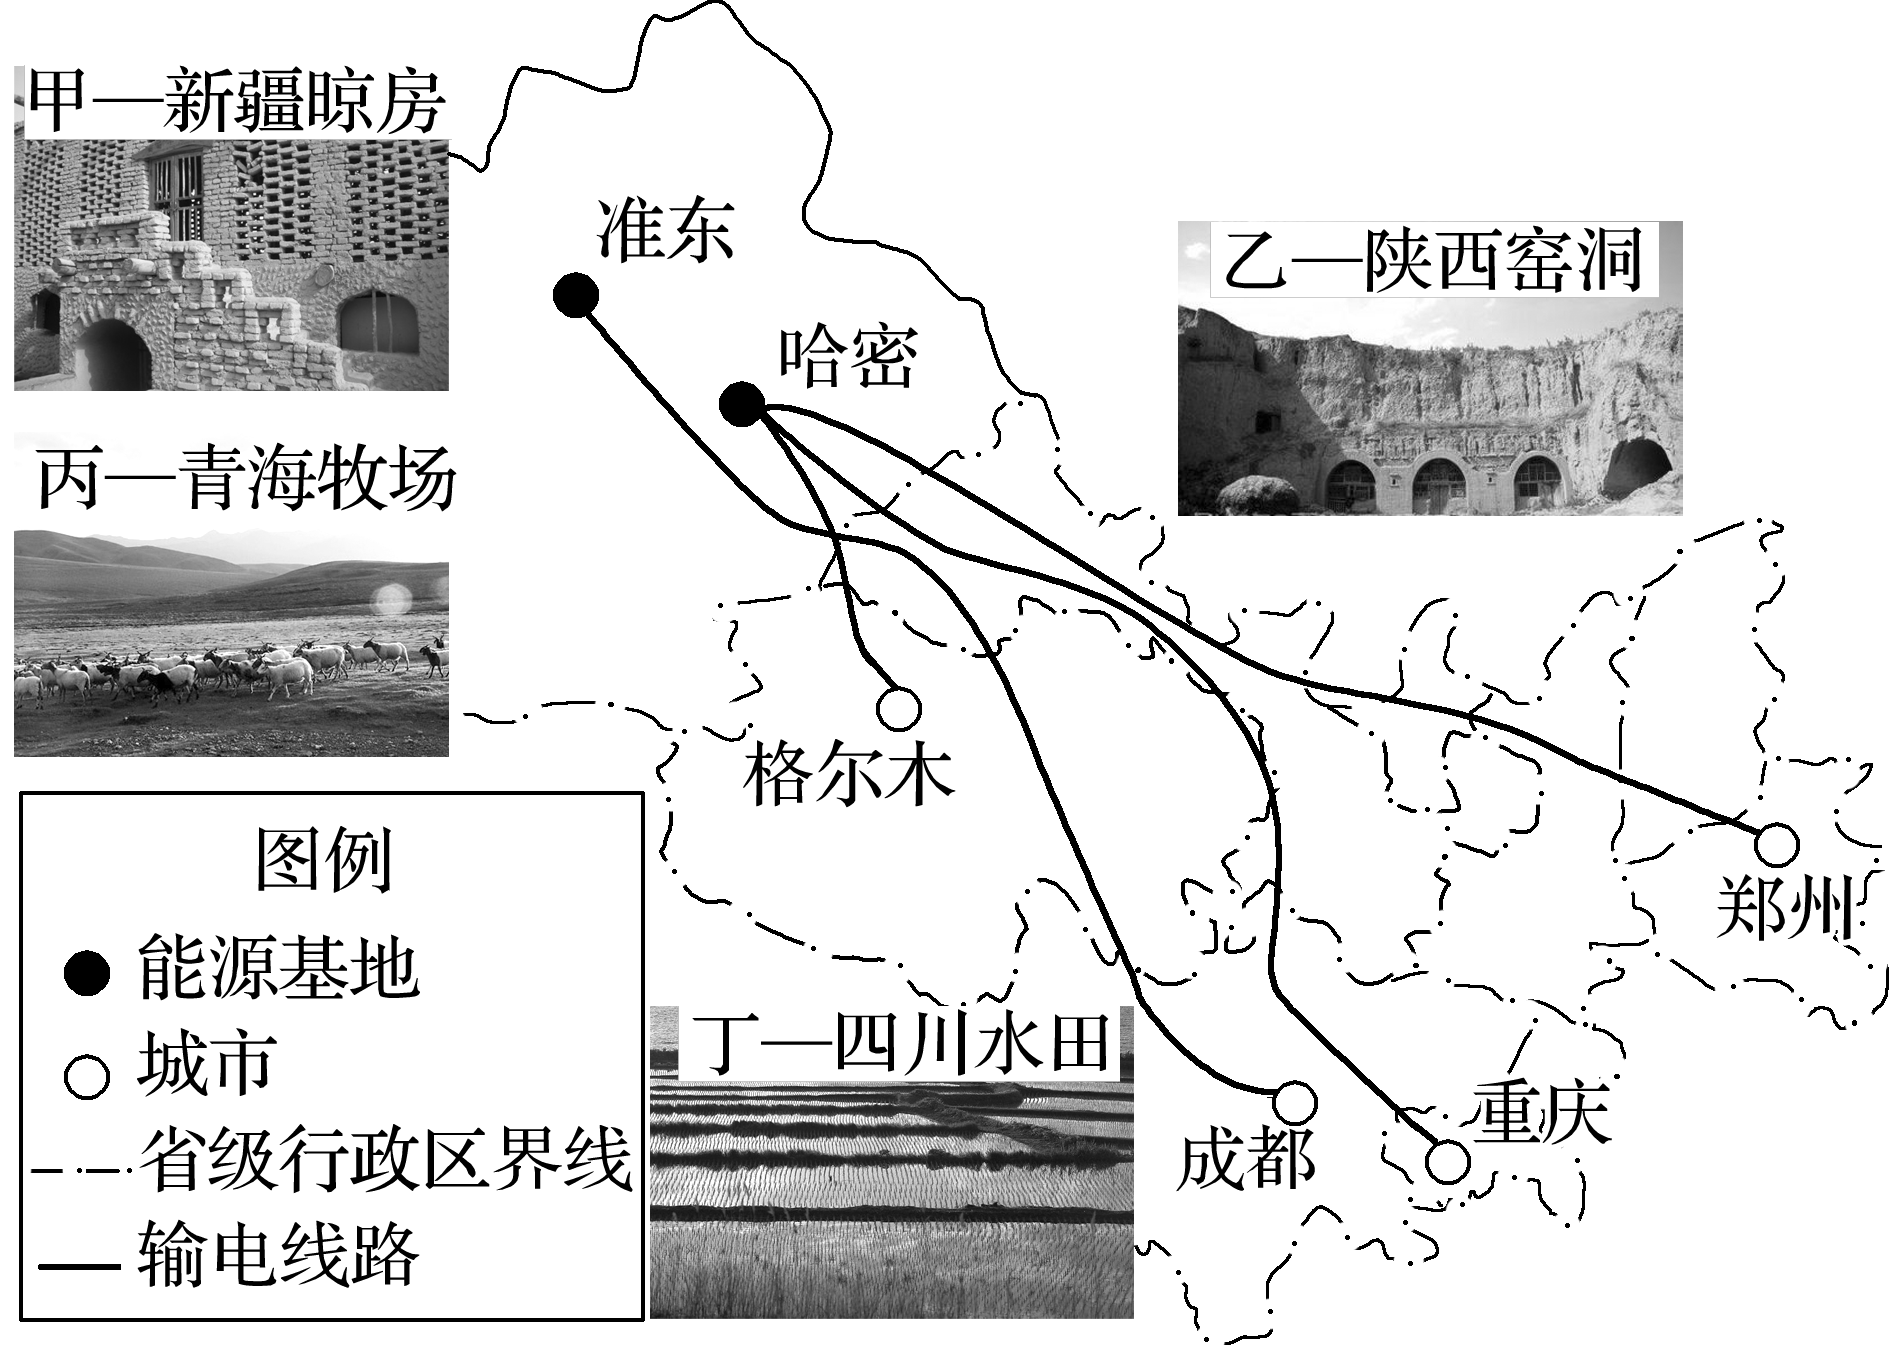 甲—新疆晾房
准东
乙—陕西窑洞
哈密
丙—青海牧场
格尔木
郑州
图例
能源基地
城市
省级行政区界线
输电线路
丁—四川水田
成都
重庆